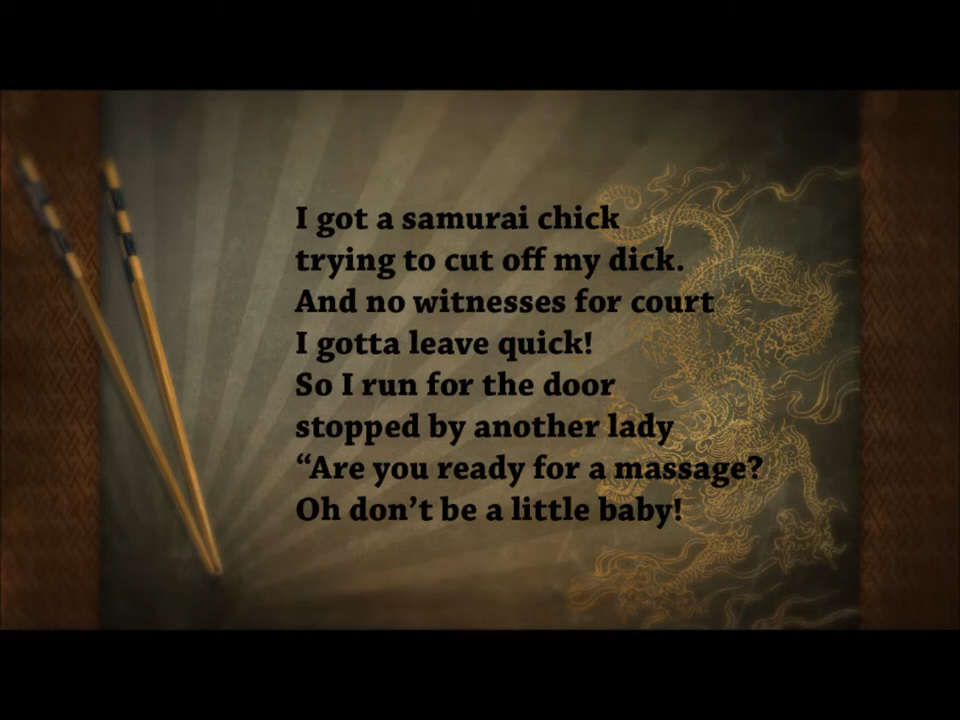 I got a samurai chick
trying to cut off my dick.
And no witnesses for court
I gotta leave quick!
So I run for the door
stopped by another lady
“Are you ready for a massage?
Oh don’t be a little baby!